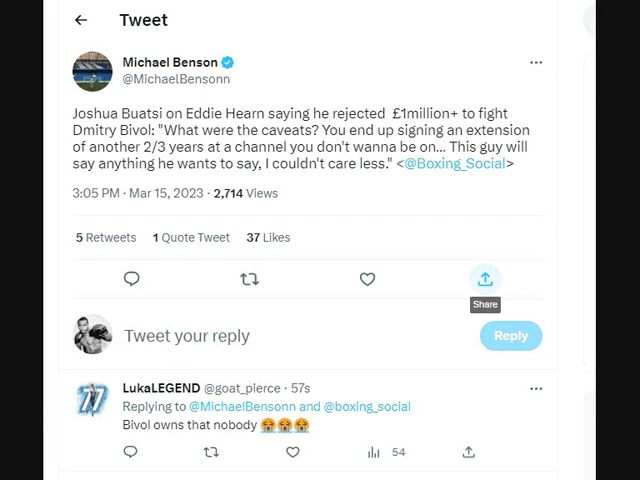 Tweet
Michael Benson
@MichaelBensonn
Joshua Buatsi on Eddie Hearn saying he rejected £1million+ to fight
Dmitry Bivol: "What were the caveats? You end up signing an extension
of another 2/3 years at a channel you don't wanna be on... This guy will
say anything he wants to say, I couldn't care less." <@Boxing_Social>
3:05 PM · Mar 15, 2023 · 2,714 Views
5 Retweets 1 Quote Tweet 37 Likes
Share
Tweet your reply
Reply
77
LukaLEGEND @goat_pierce · 57s
Replying to @MichaelBensonn and @boxing_social
Bivol owns that nobody 😭😭😭
54